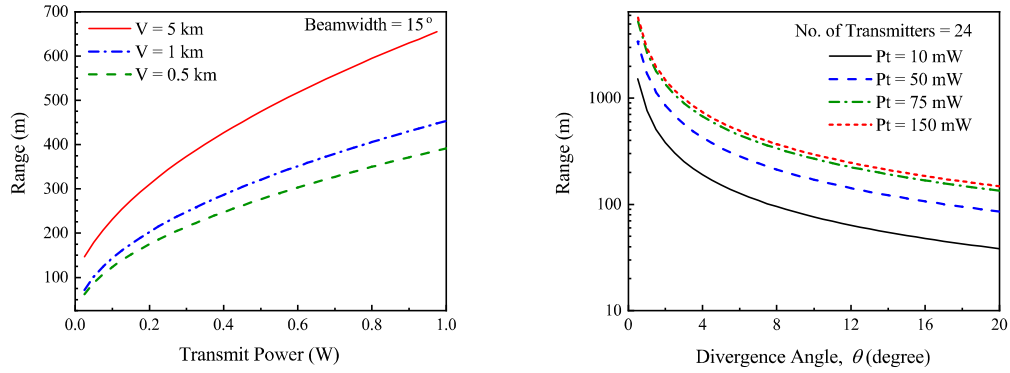 700
600
500
400
300
200
100
0.0
0.2
0.4
0.6
0.8
1.0
Range (m)
Transmit Power (W)
Beamwidth = 15°
V = 5 km
V = 1 km
V = 0.5 km
1000
100
10
0
4
8
12
16
20
Range (m)
Divergence Angle, θ (degree)
No. of Transmitters = 24
Pt = 10 mW
Pt = 50 mW
Pt = 75 mW
Pt = 150 mW